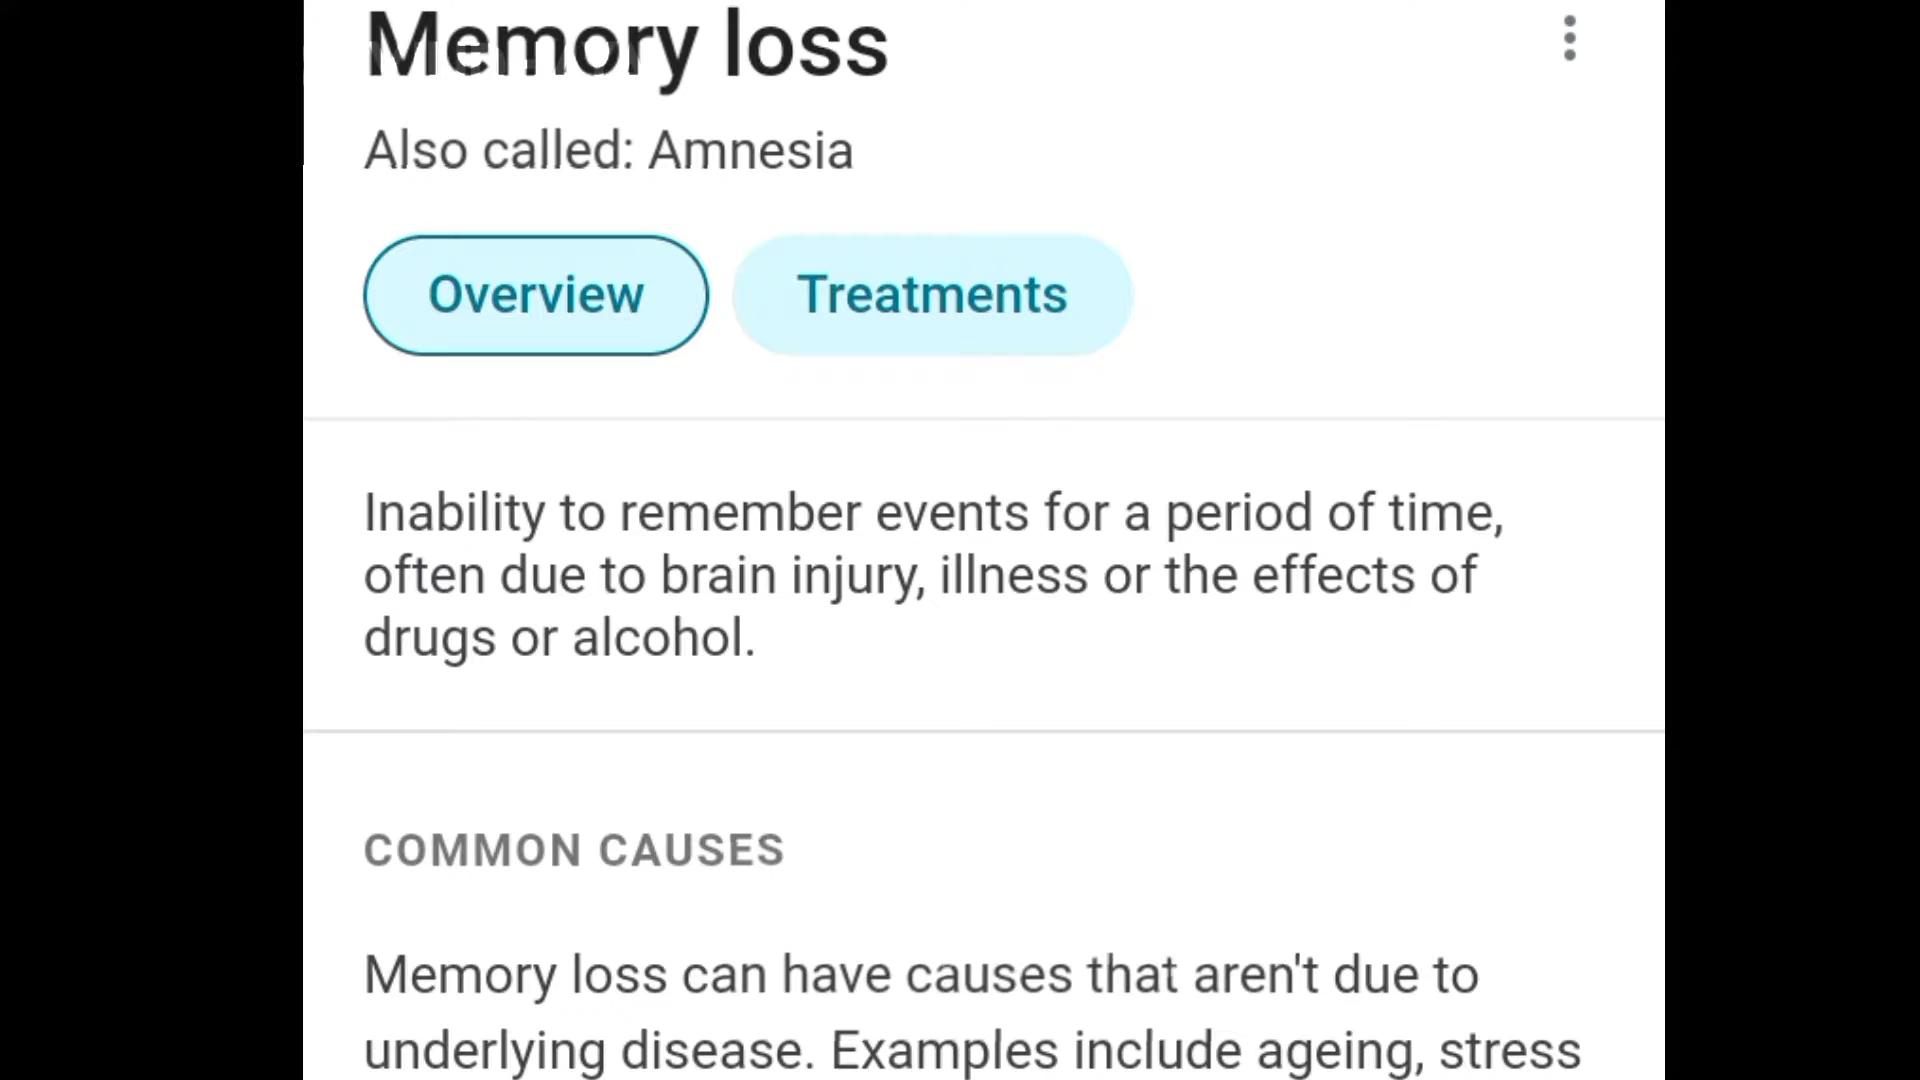 Memory loss
Also called: Amnesia
Overview
Treatments
Inability to remember events for a period of time,
often due to brain injury, illness or the effects of
drugs or alcohol.
COMMON CAUSES
Memory loss can have causes that aren't due to
underlying disease. Examples include ageing, stress